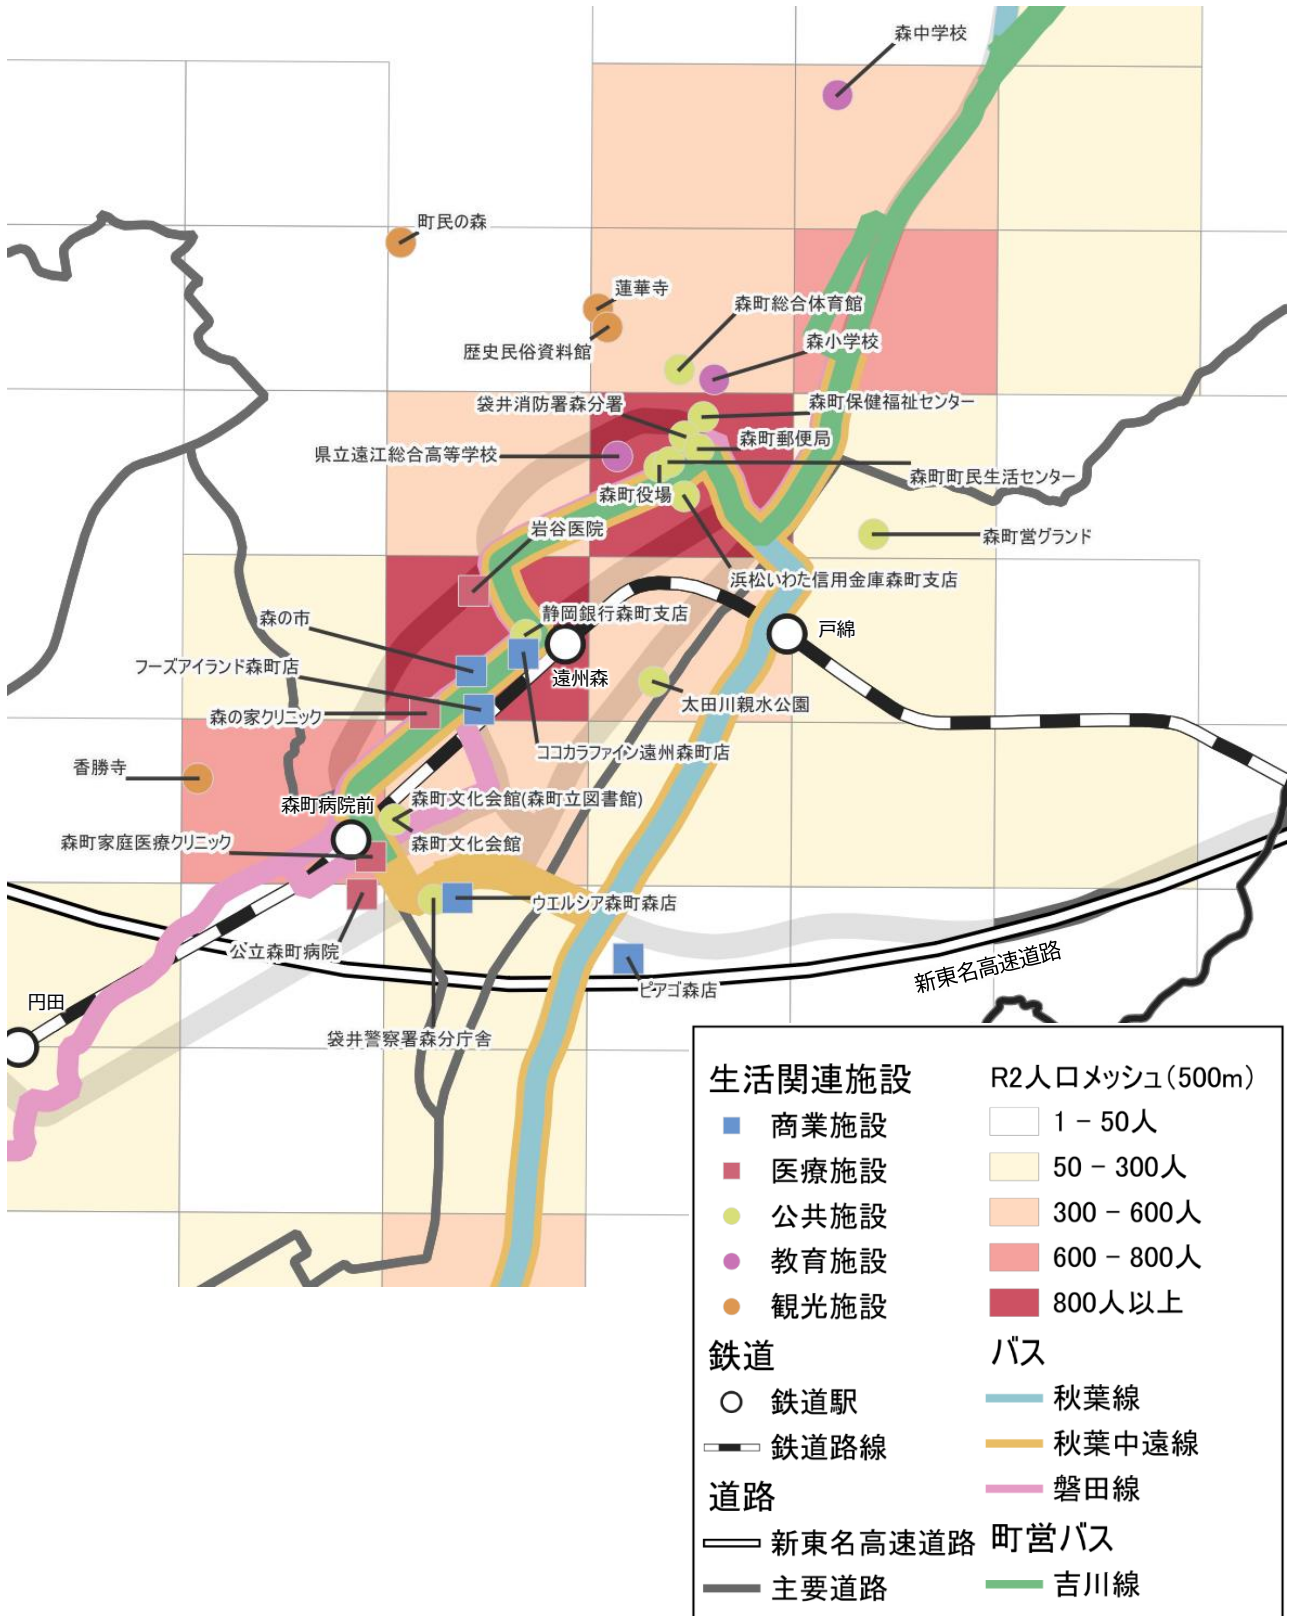 森中学校
町民の森
蓮華寺
森町総合体育館
森小学校
歴史民俗資料館
袋井消防署森分署
森町保健福祉センター
森町郵便局
県立遠江総合高等学校
森町町民生活センター
森町役場
岩谷医院
森町営グランド
浜松いわた信用金庫森町支店
森の市
静岡銀行森町支店
戸綿
フーズアイランド森町店
遠州森
太田川親水公園
森の家クリニック
ココカラファイン遠州森町店
香勝寺
森町病院前
森町文化会館(森町立図書館)
森町家庭医療クリニック
森町文化会館
ウエルシア森町森店
公立森町病院
新東名高速道路
ピアゴ森店
円田
袋井警察署森分庁舎
生活関連施設
商業施設
医療施設
公共施設
教育施設
観光施設
鉄道
鉄道駅
鉄道路線
道路
新東名高速道路
主要道路
R2人口メッシュ(500m)
1 - 50人
50 - 300人
300 - 600人
600 - 800人
800人以上
バス
秋葉線
秋葉中遠線
磐田線
町営バス
吉川線